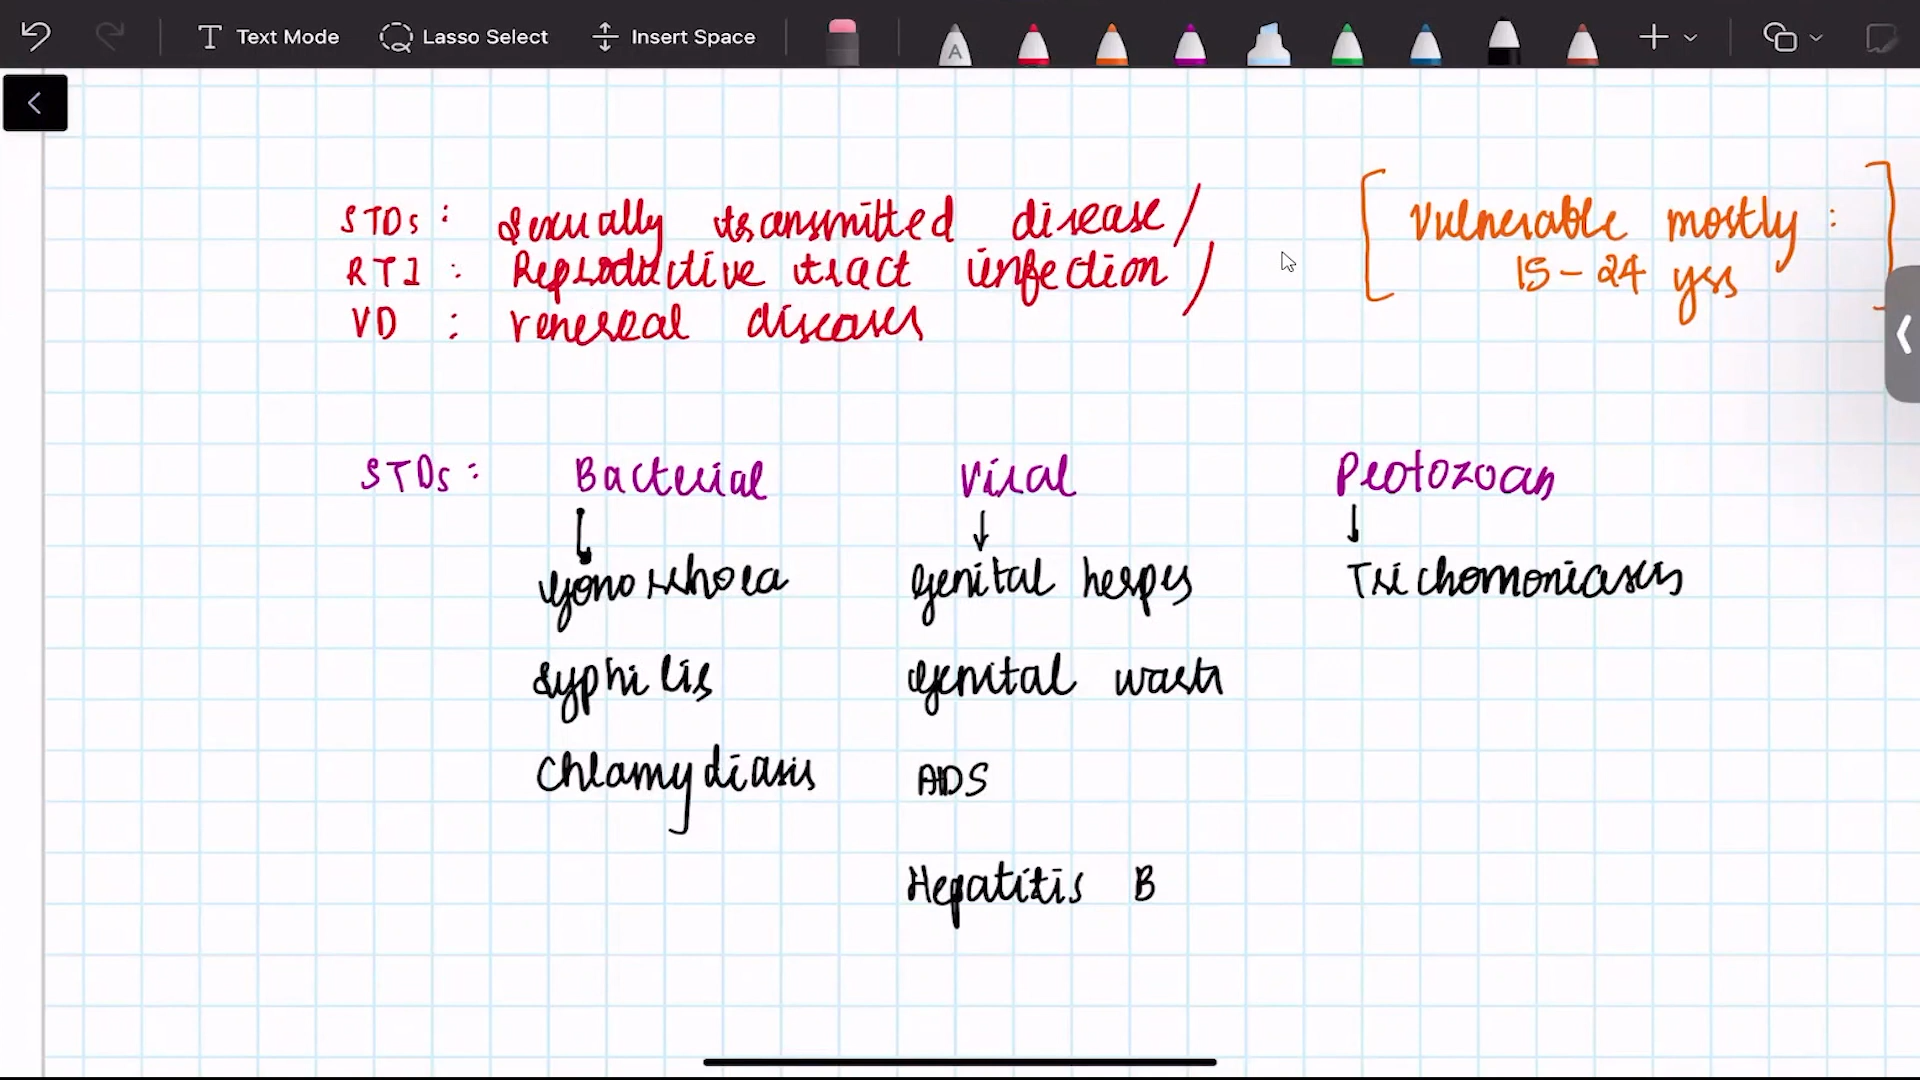 Text Mode Lasso Select Insert Space
A
STDs : Sexually transmitted disease/
RTI : Reproductive tract infection/
VD : venereal diseases
[ Vulnerable mostly : ]
15 - 24 yrs
STDs : Bacterial Viral Protozoan
Gonorrhoea Genital herpes Trichomoniasis
Syphilis Genital warts
Chlamydiasis AIDS
Hepatitis B